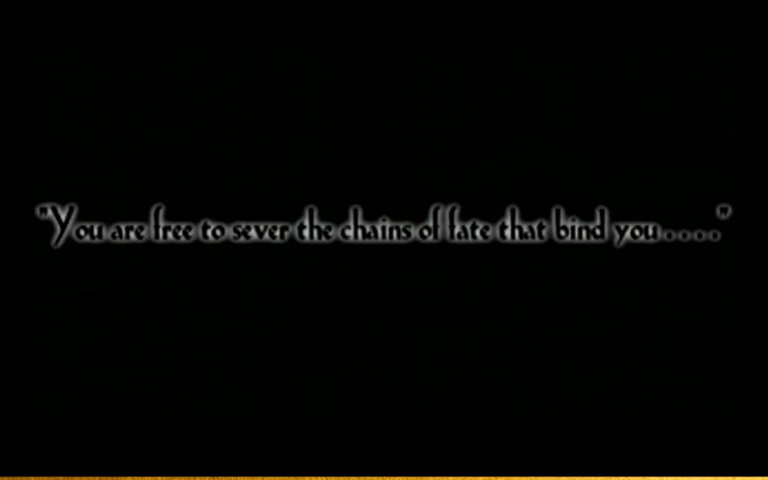 "You are free to sever the chains of fate that bind you...."